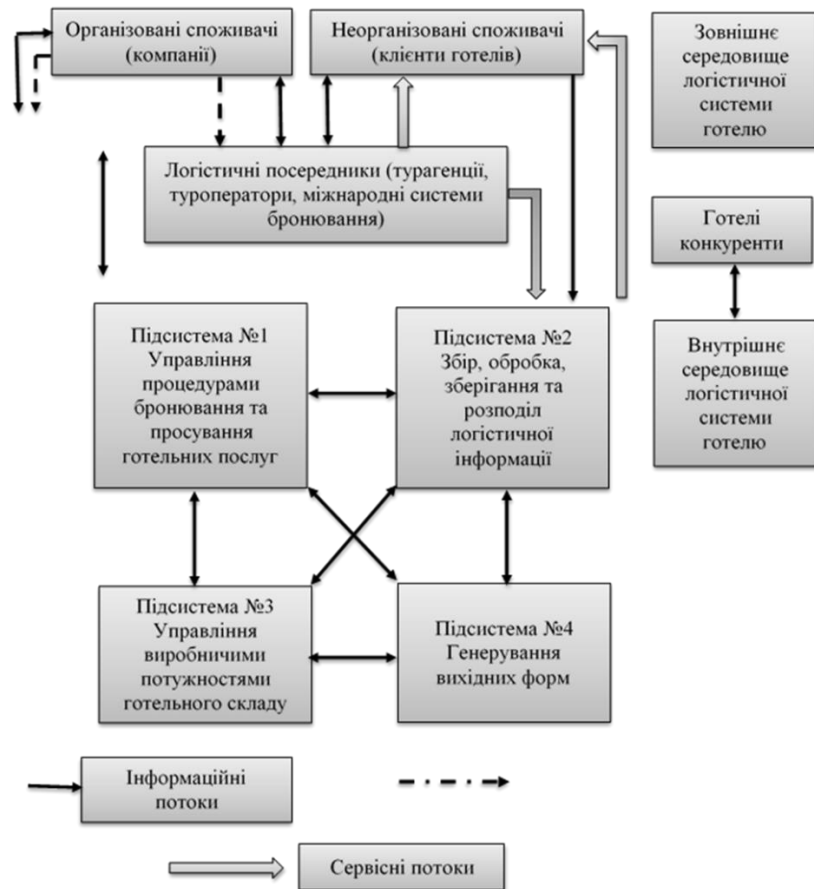 Організовані споживачі
(компанії)
Неорганізовані споживачі
(клієнти готелів)
Зовнішнє
середовище
логістичної
системи
готелю
Логістичні посередники (турагенції,
туроператори, міжнародні системи
бронювання)
Готелі
конкуренти
Підсистема №1
Управління
процедурами
бронювання та
просування
готельних послуг
Підсистема №2
Збір, обробка,
зберігання та
розподіл
логістичної
інформації
Внутрішнє
середовище
логістичної
системи
готелю
Підсистема №3
Управління
виробничими
потужностями
готельного складу
Підсистема №4
Генерування
вихідних форм
Інформаційні
потоки
Сервісні потоки